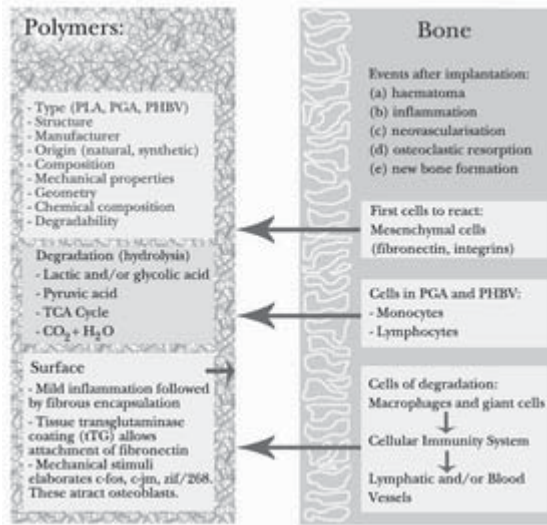 Polymers:
- Type (PLA, PGA, PHBV)
- Structure
- Manufacturer
- Origin (natural, synthetic)
- Composition
- Mechanical properties
- Geometry
- Chemical composition
- Degradability
Degradation (hydrolysis)
- Lactic and/or glycolic acid
- Pyruvic acid
- TCA Cycle
- CO₂ + H₂O
Surface
- Mild inflammation followed
by fibrous encapsulation
- Tissue transglutaminase
coating (tTG) allows
attachment of fibronectin
- Mechanical stimuli
elaborates c-fos, c-jm, zif/268.
These atract osteoblasts.
Bone
Events after implantation:
(a) haematoma
(b) inflammation
(c) neovascularisation
(d) osteoclastic resorption
(e) new bone formation
First cells to react:
Mesenchymal cells
(fibronectin, integrins)
Cells in PGA and PHBV:
- Monocytes
- Lymphocytes
Cells of degradation:
Macrophages and giant cells
Cellular Immunity System
Lymphatic and/or Blood
Vessels